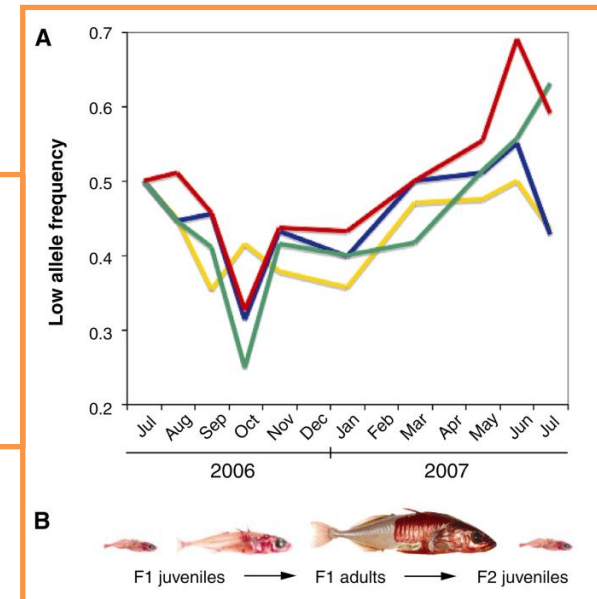 A
Low allele frequency
0.7
0.6
0.5
0.4
0.3
0.2
Jul Aug Sep Oct Nov Dec Jan Feb Mar Apr May Jun Jul
2006 2007
B
F1 juveniles F1 adults F2 juveniles